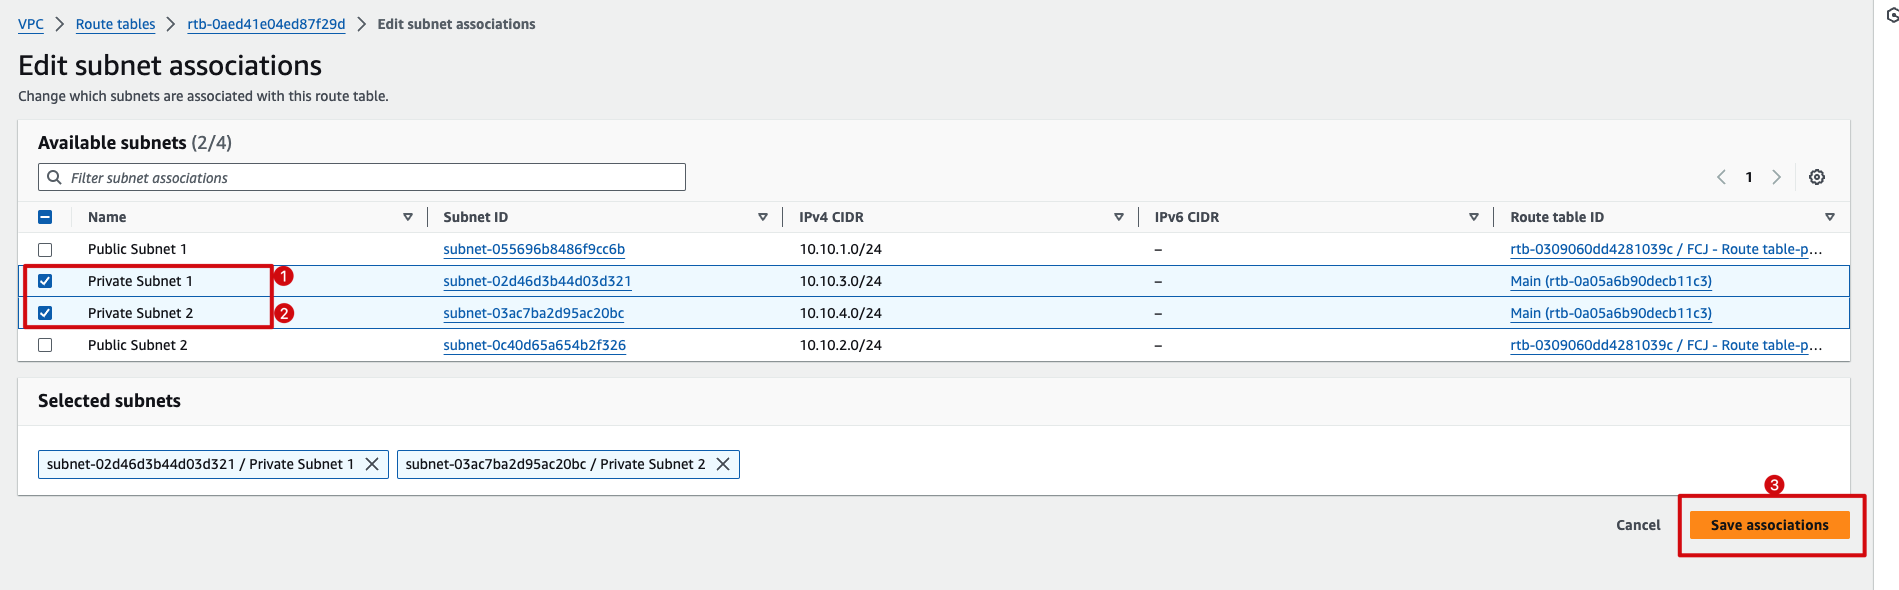 VPC > Route tables > rtb-0aed41e04ed87f29d > Edit subnet associations
Edit subnet associations
Change which subnets are associated with this route table.
Available subnets (2/4)
Filter subnet associations
1
Name Subnet ID IPv4 CIDR IPv6 CIDR Route table ID
Public Subnet 1 subnet-055696b8486f9cc6b 10.10.1.0/24 – rtb-0309060dd4281039c / FCJ - Route table-p...
Private Subnet 1 1 subnet-02d46d3b44d03d321 10.10.3.0/24 – Main (rtb-0a05a6b90decb11c3)
Private Subnet 2 2 subnet-03ac7ba2d95ac20bc 10.10.4.0/24 – Main (rtb-0a05a6b90decb11c3)
Public Subnet 2 subnet-0c40d65a654b2f326 10.10.2.0/24 – rtb-0309060dd4281039c / FCJ - Route table-p...
Selected subnets
subnet-02d46d3b44d03d321 / Private Subnet 1 subnet-03ac7ba2d95ac20bc / Private Subnet 2
3
Cancel Save associations